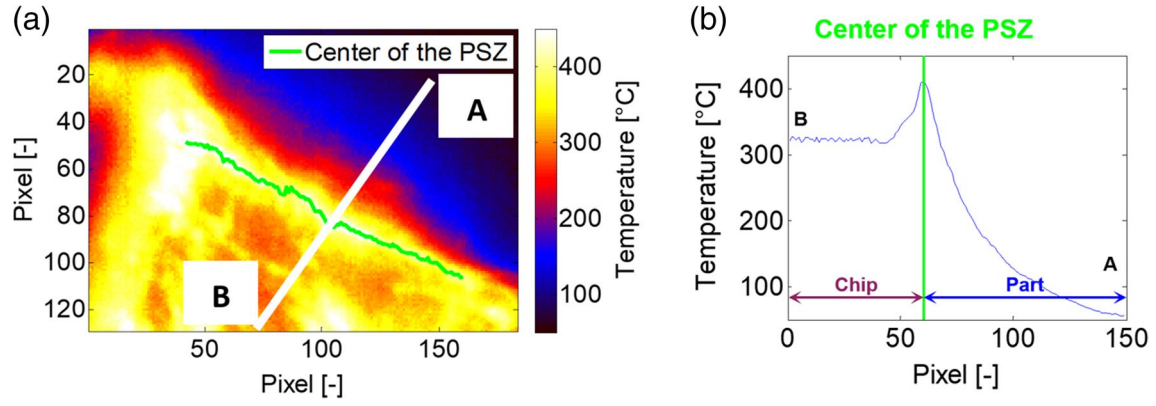 (a)
Center of the PSZ
A
B
20
40
60
80
100
120
Pixel [-]
50
100
150
Pixel [-]
400
300
200
100
Temperature [°C]
(b)
Center of the PSZ
400
300
200
100
Temperature [°C]
B
A
Chip
Part
0
50
100
150
Pixel [-]